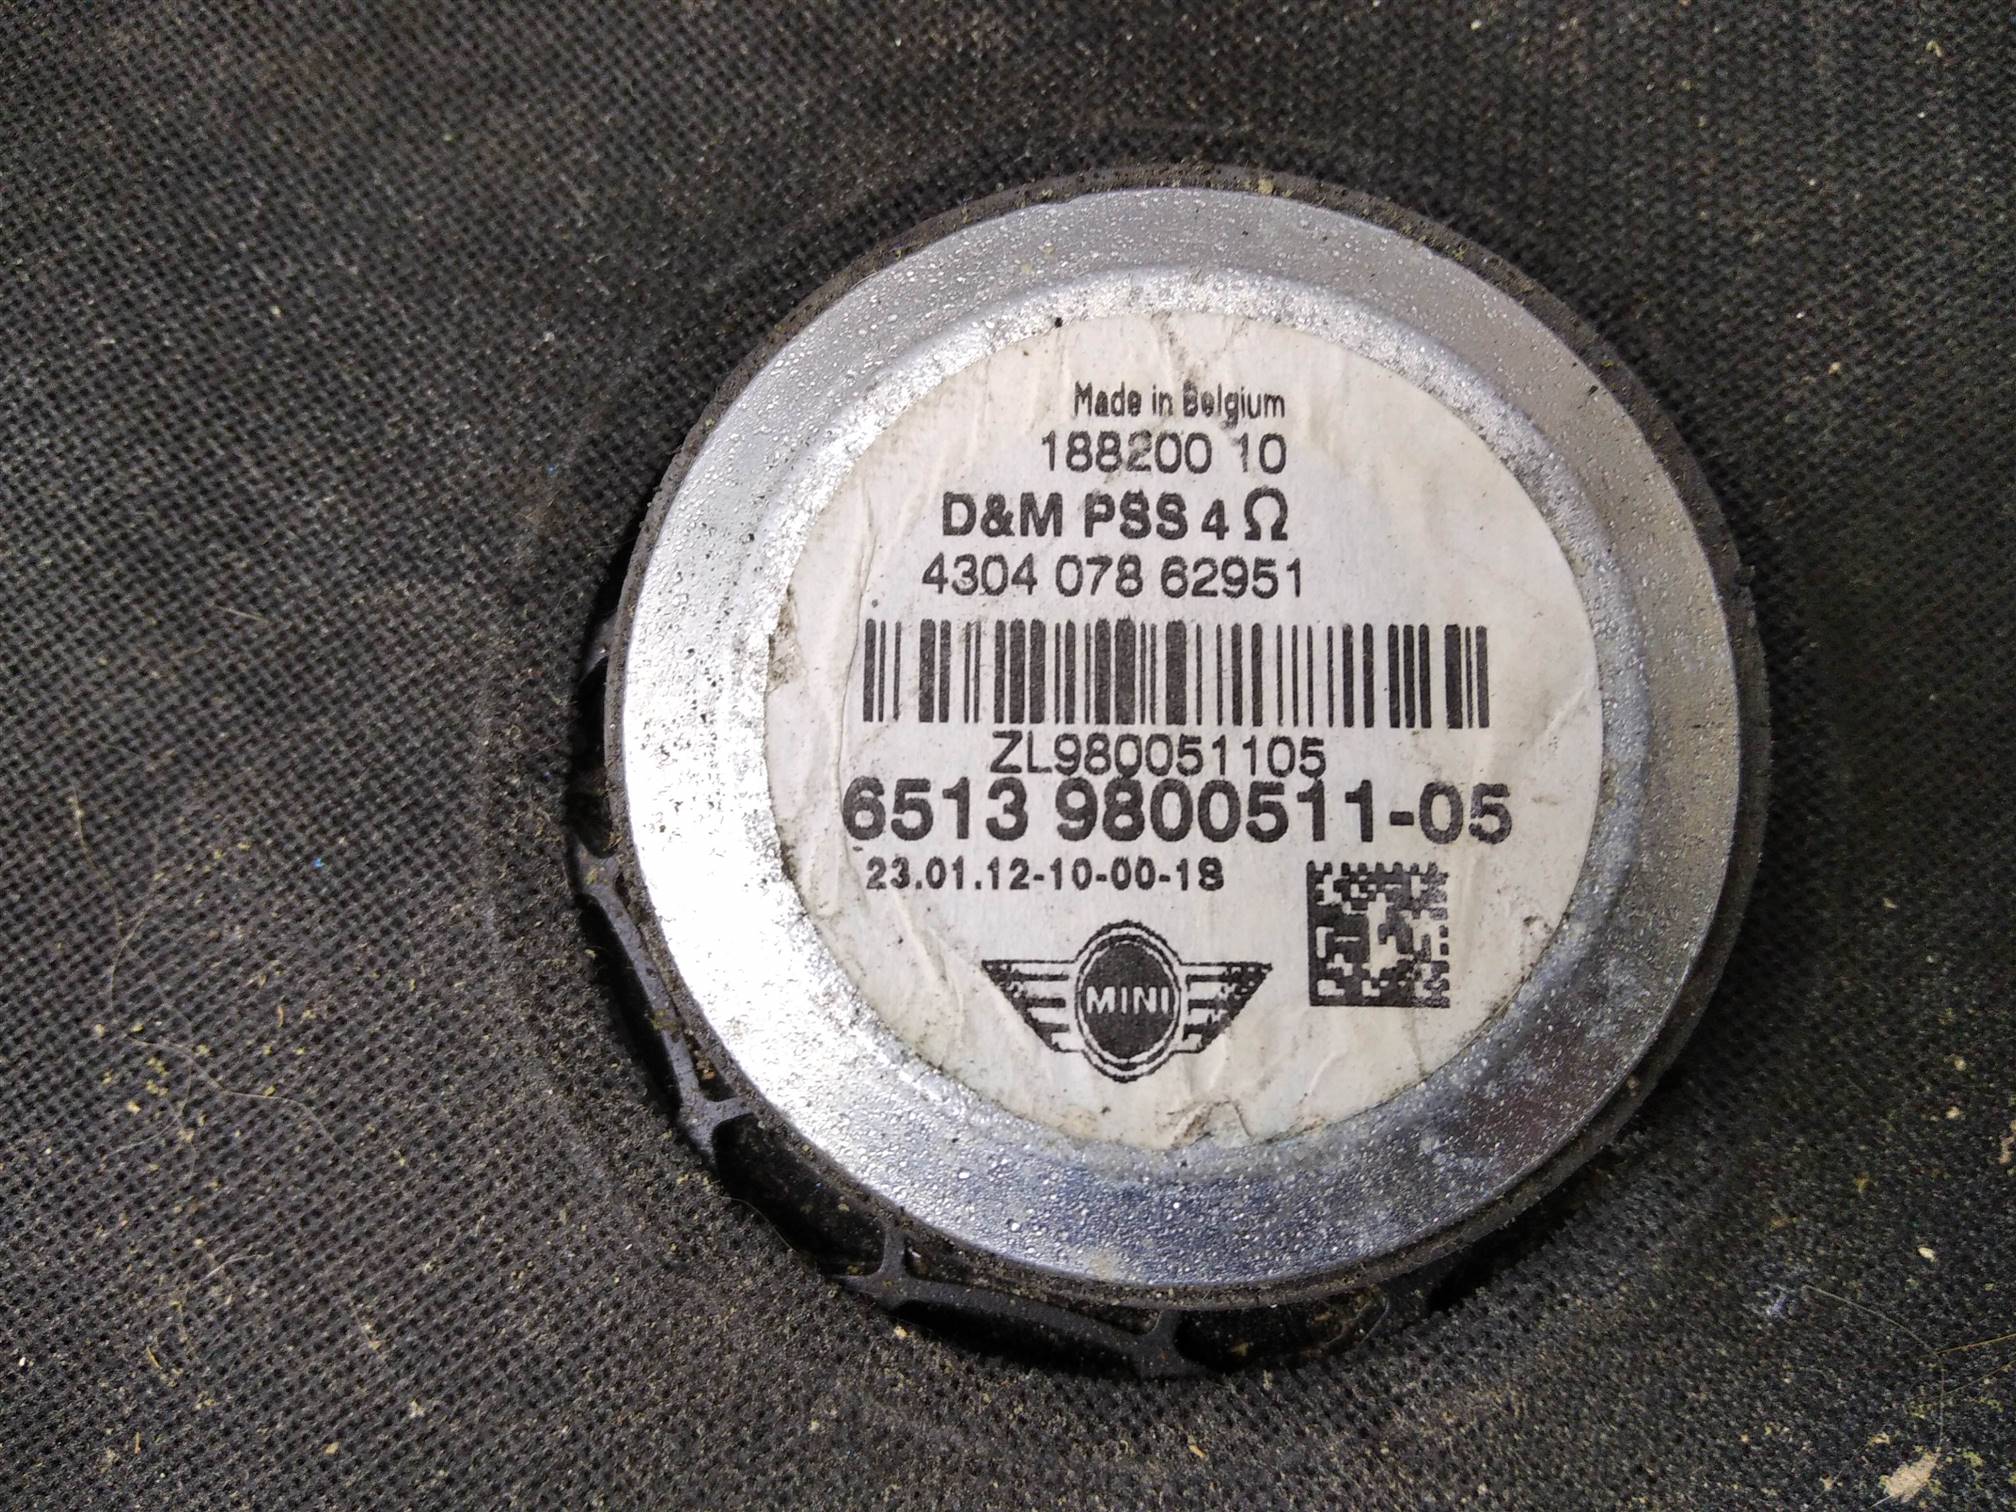 Made in Belgium
188200 10
D&M PSS 4 Ω
4304 078 62951
ZL980051105
6513 9800511-05
23.01.12-10-00-18
MINI